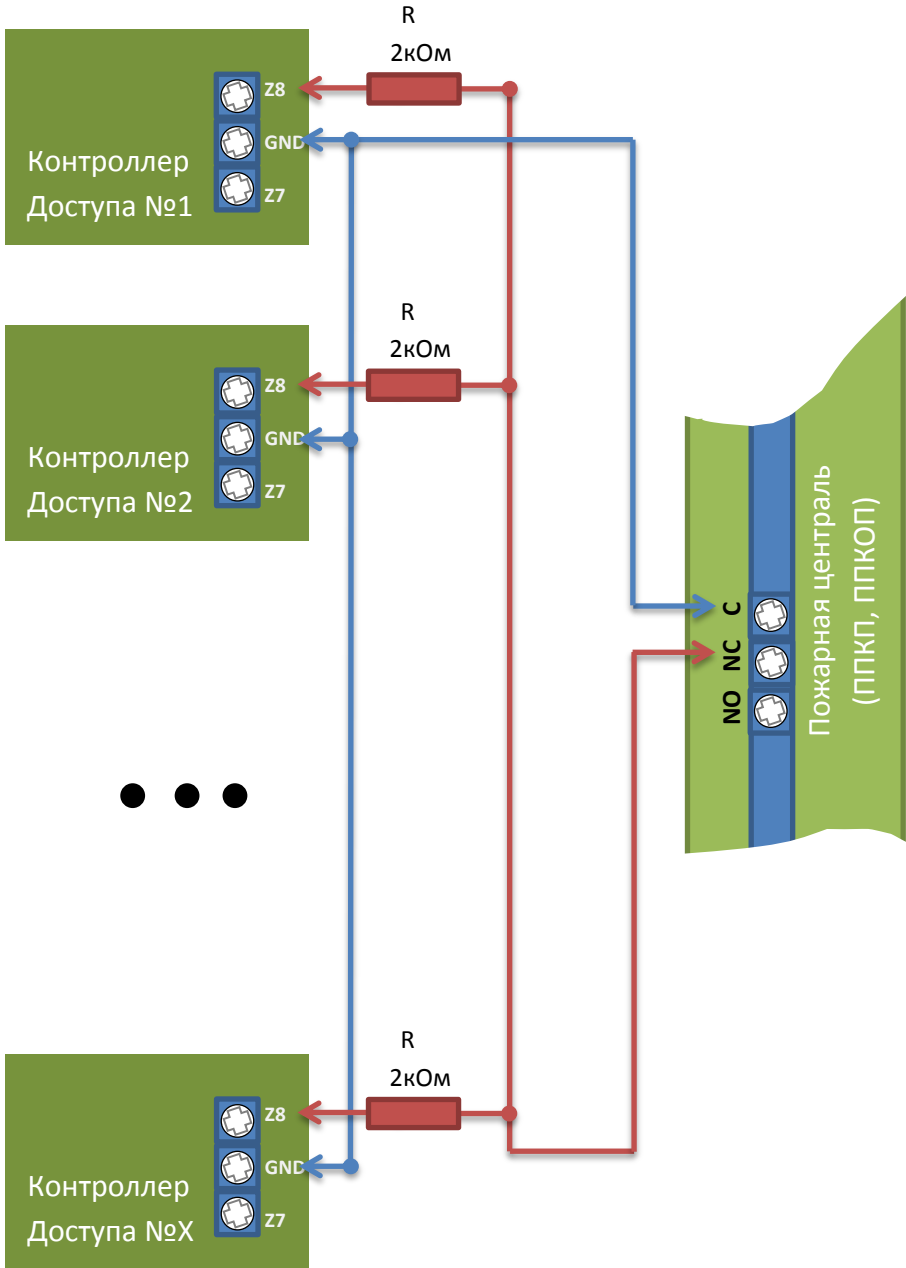 R
2кОм
Z8
GND
Z7
Контроллер
Доступа №1
R
2кОм
Z8
GND
Z7
Контроллер
Доступа №2
C
NC
NO
Пожарная централь
(ППКП, ППКОП)
R
2кОм
Z8
GND
Z7
Контроллер
Доступа №X